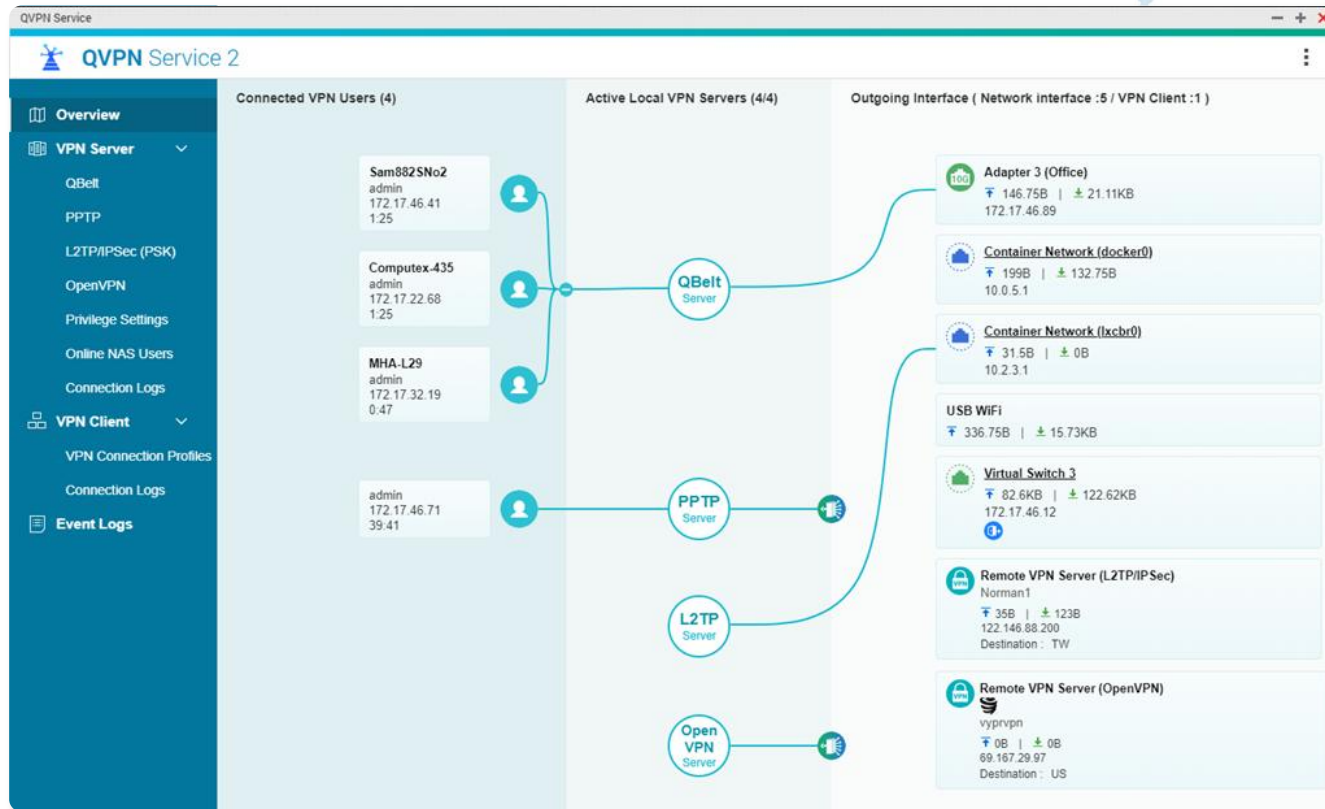 QVPN Service
QVPN Service 2
Overview
VPN Server
QBelt
PPTP
L2TP/IPSec (PSK)
OpenVPN
Privilege Settings
Online NAS Users
Connection Logs
VPN Client
VPN Connection Profiles
Connection Logs
Event Logs
Connected VPN Users (4)
Sam882SNo2
admin
172.17.46.41
1:25
Computex-435
admin
172.17.22.68
1:25
MHA-L29
admin
172.17.32.19
0:47
admin
172.17.46.71
39:41
Active Local VPN Servers (4/4)
QBelt
Server
PPTP
Server
L2TP
Server
Open
VPN
Server
Outgoing Interface ( Network interface :5 / VPN Client :1 )
10G
Adapter 3 (Office)
146.75B | 21.11KB
172.17.46.89
Container Network (docker0)
199B | 132.75B
10.0.5.1
Container Network (lxcbr0)
31.5B | 0B
10.2.3.1
USB WiFi
336.75B | 15.73KB
Virtual Switch 3
82.6KB | 122.62KB
172.17.46.12
VPN
Remote VPN Server (L2TP/IPSec)
Norman1
35B | 123B
122.146.88.200
Destination : TW
VPN
Remote VPN Server (OpenVPN)
vyprvpn
0B | 0B
69.167.29.97
Destination : US